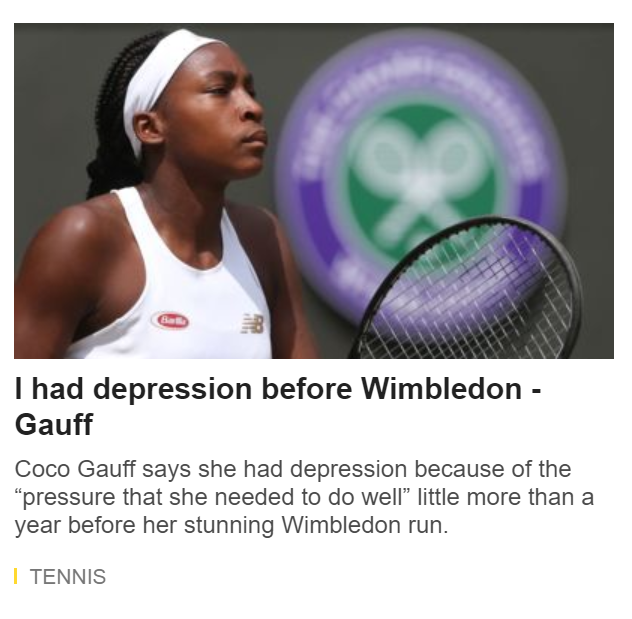 Barilla
NB
I had depression before Wimbledon -
Gauff
Coco Gauff says she had depression because of the
“pressure that she needed to do well” little more than a
year before her stunning Wimbledon run.
TENNIS